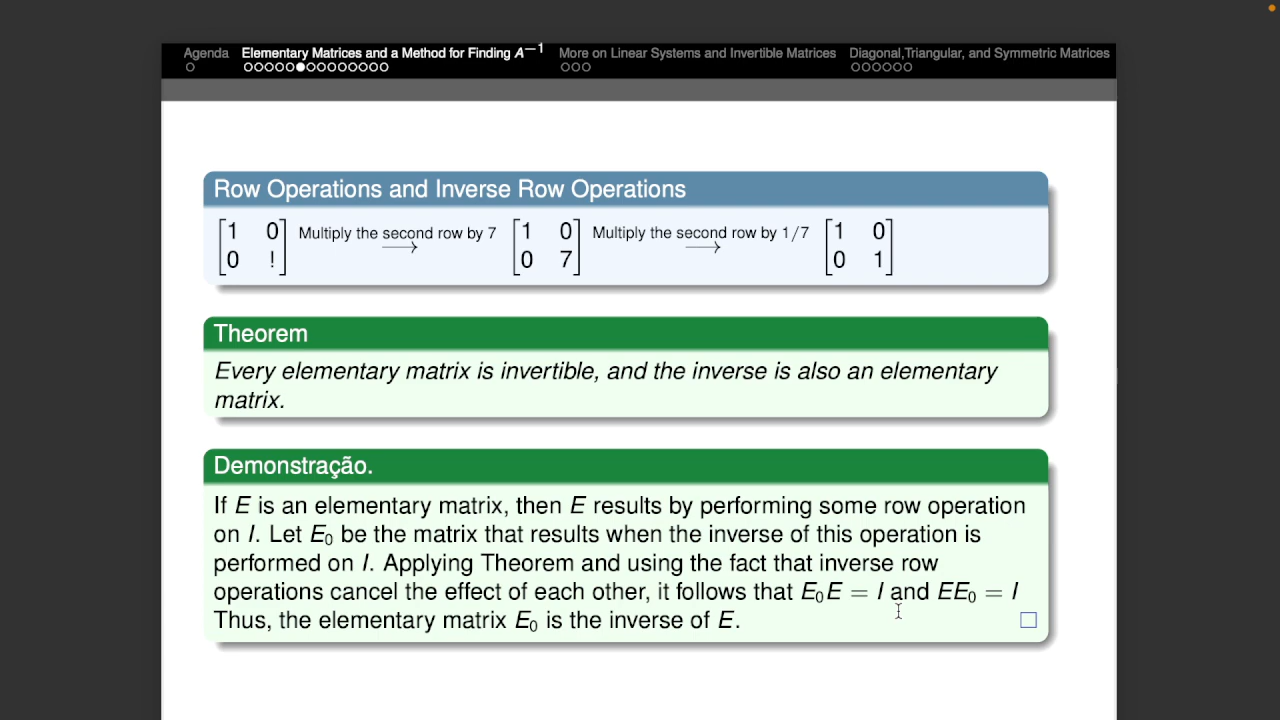 Agenda Elementary Matrices and a Method for Finding A⁻¹ More on Linear Systems and Invertible Matrices Diagonal,Triangular, and Symmetric Matrices
Row Operations and Inverse Row Operations
[1 0] Multiply the second row by 7 [1 0] Multiply the second row by 1/7 [1 0]
[0 !] ⟶ [0 7] ⟶ [0 1]
Theorem
Every elementary matrix is invertible, and the inverse is also an elementary
matrix.
Demonstração.
If E is an elementary matrix, then E results by performing some row operation
on I. Let E₀ be the matrix that results when the inverse of this operation is
performed on I. Applying Theorem and using the fact that inverse row
operations cancel the effect of each other, it follows that E₀E = I and EE₀ = I
Thus, the elementary matrix E₀ is the inverse of E. □